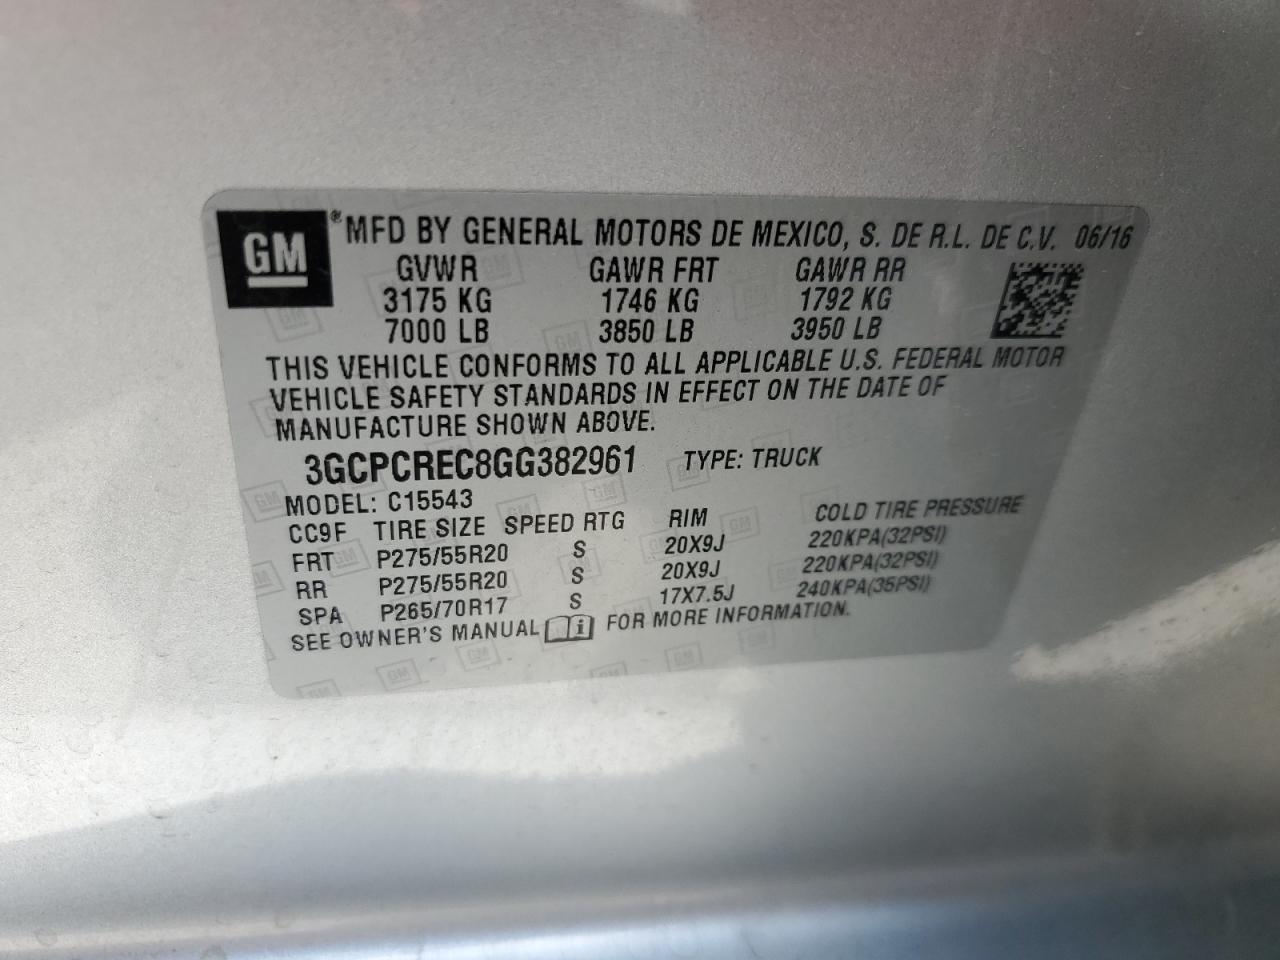 GM ® MFD BY GENERAL MOTORS DE MEXICO, S. DE R.L. DE C.V. 06/16
GVWR GAWR FRT GAWR RR
3175 KG 1746 KG 1792 KG
7000 LB 3850 LB 3950 LB
THIS VEHICLE CONFORMS TO ALL APPLICABLE U.S. FEDERAL MOTOR
VEHICLE SAFETY STANDARDS IN EFFECT ON THE DATE OF
MANUFACTURE SHOWN ABOVE.
3GCPCREC8GG382961 TYPE: TRUCK
MODEL: C15543
CC9F TIRE SIZE SPEED RTG RIM COLD TIRE PRESSURE
FRT P275/55R20 S 20X9J 220KPA(32PSI)
RR P275/55R20 S 20X9J 220KPA(32PSI)
SPA P265/70R17 S 17X7.5J 240KPA(35PSI)
SEE OWNER'S MANUAL i FOR MORE INFORMATION.